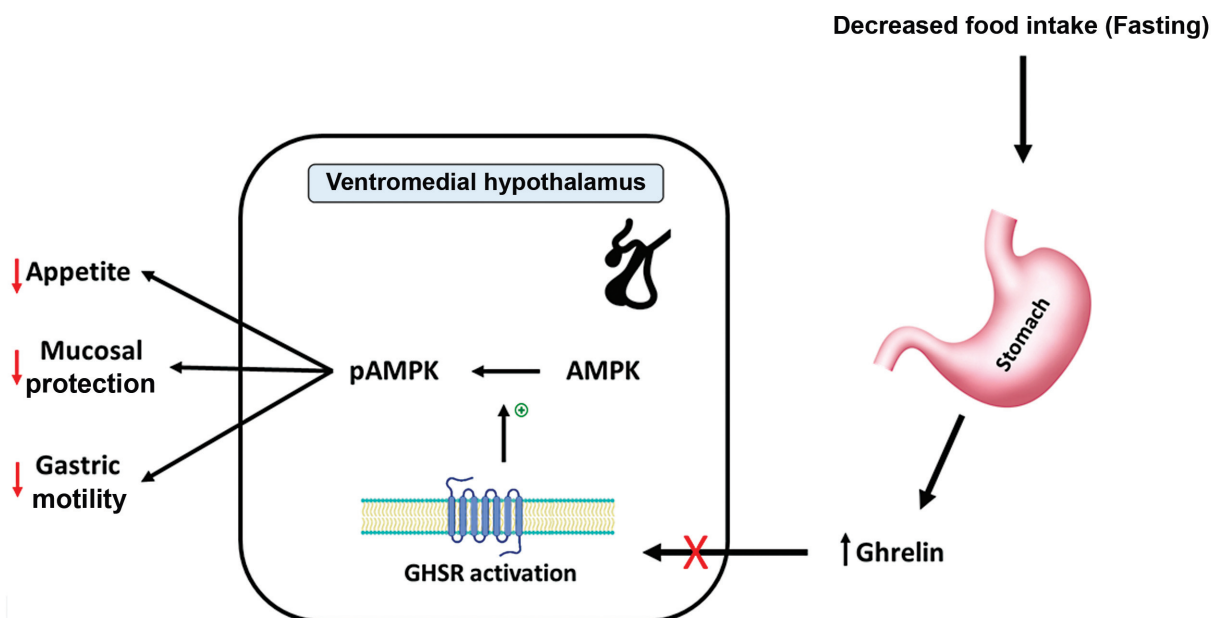 Decreased food intake (Fasting)
Ventromedial hypothalamus
Stomach
Appetite
Mucosal
protection
Gastric
motility
pAMPK
AMPK
GHSR activation
Ghrelin
X